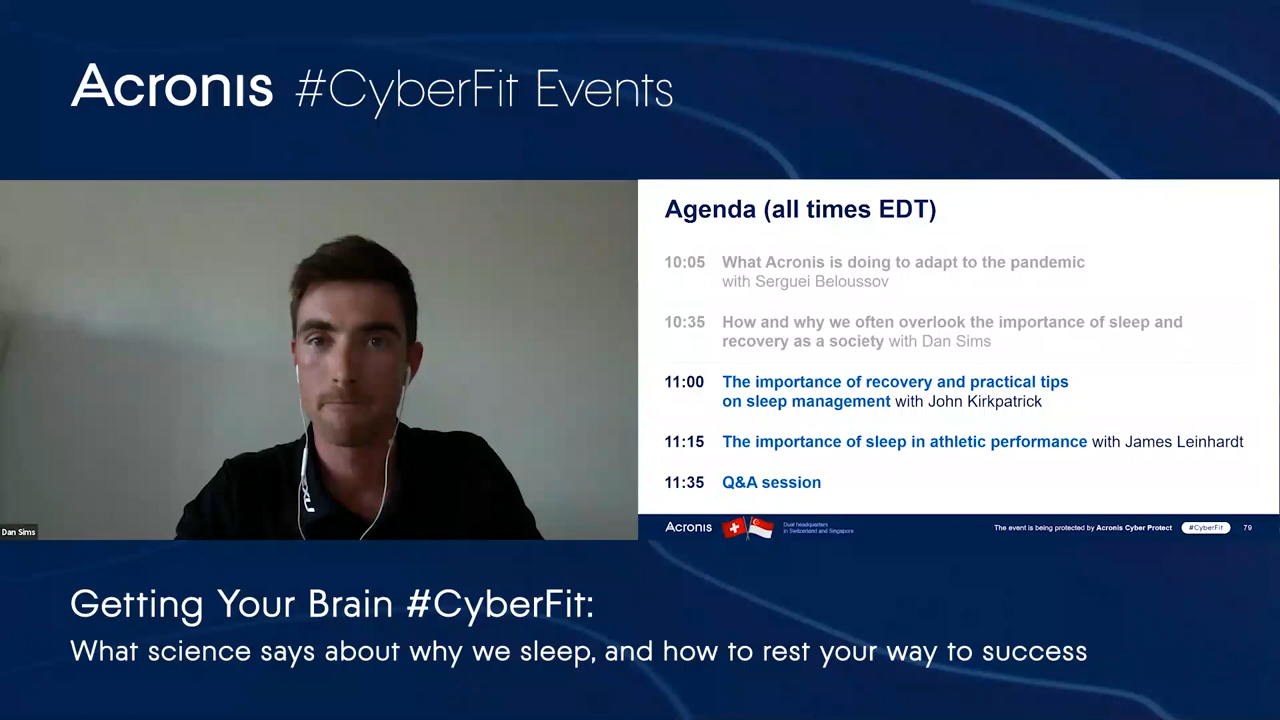 Acronis #CyberFit Events
Agenda (all times EDT)
10:05 What Acronis is doing to adapt to the pandemic
with Serguei Beloussov
10:35 How and why we often overlook the importance of sleep and
recovery as a society with Dan Sims
11:00 The importance of recovery and practical tips
on sleep management with John Kirkpatrick
11:15 The importance of sleep in athletic performance with James Leinhardt
11:35 Q&A session
Dan Sims
Acronis
Dual headquarters
in Switzerland and Singapore
The event is being protected by Acronis Cyber Protect
#CyberFit
79
Getting Your Brain #CyberFit:
What science says about why we sleep, and how to rest your way to success